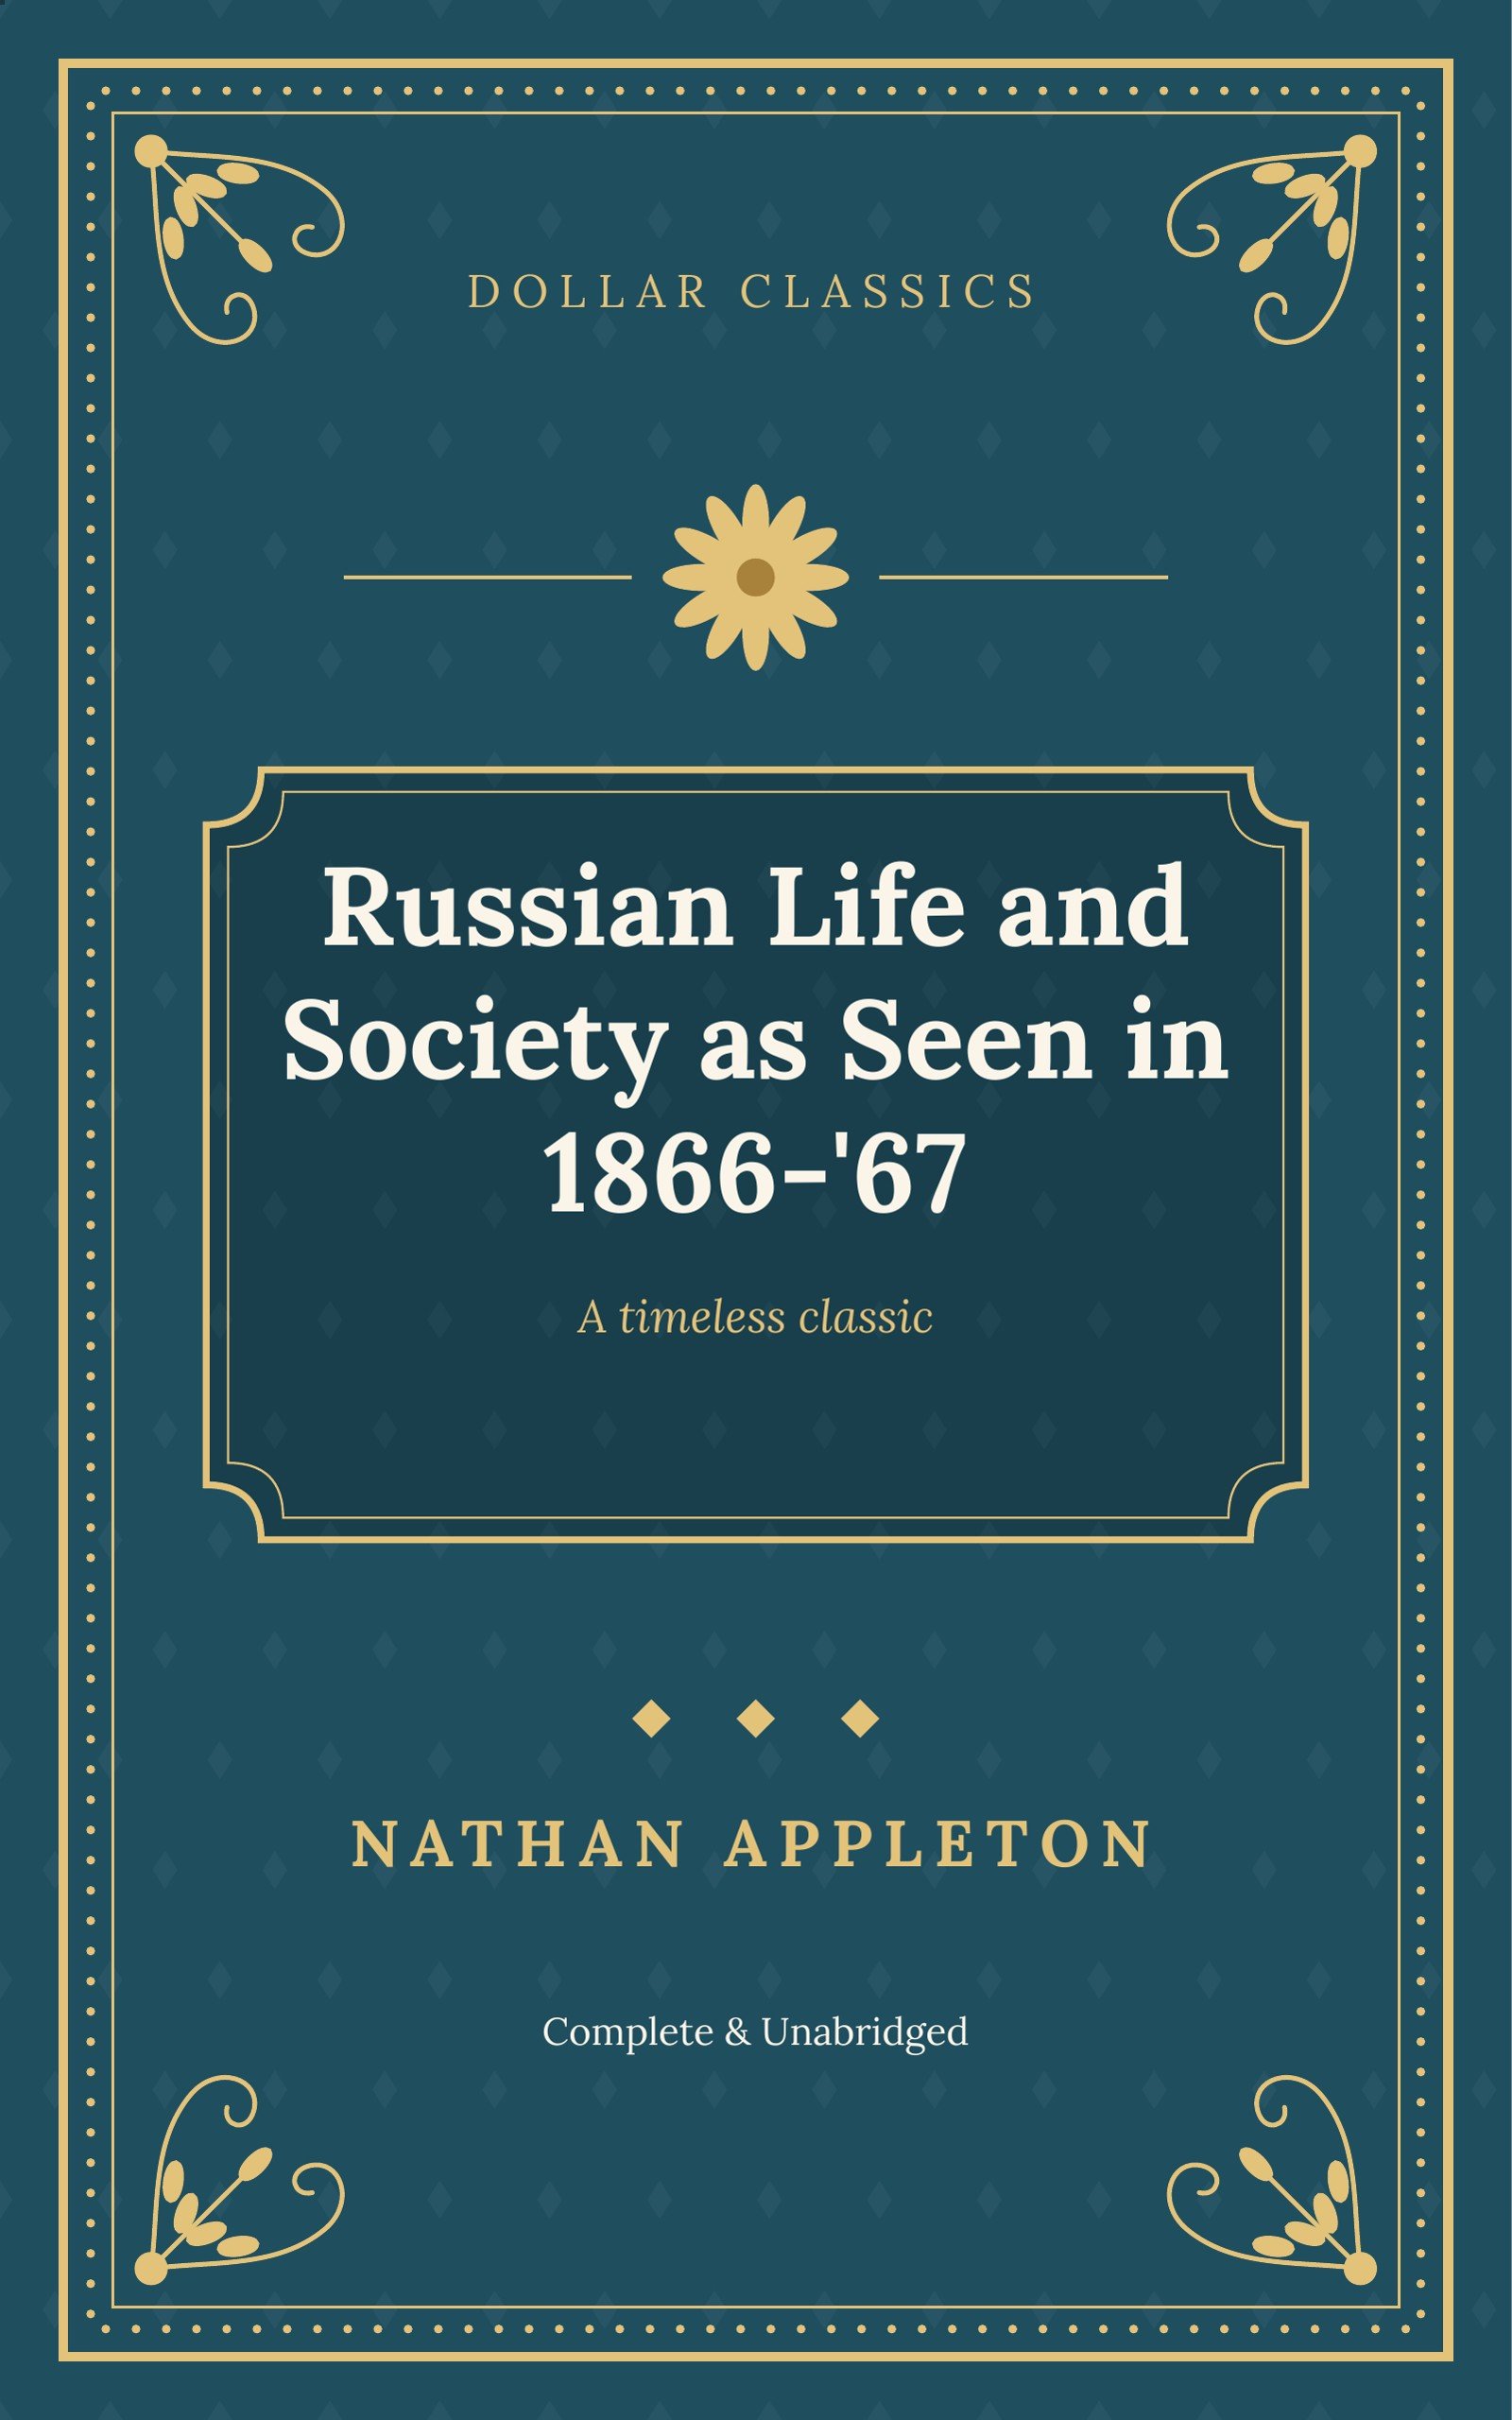 DOLLAR CLASSICS
Russian Life and
Society as Seen in
1866-'67
A timeless classic
NATHAN APPLETON
Complete & Unabridged